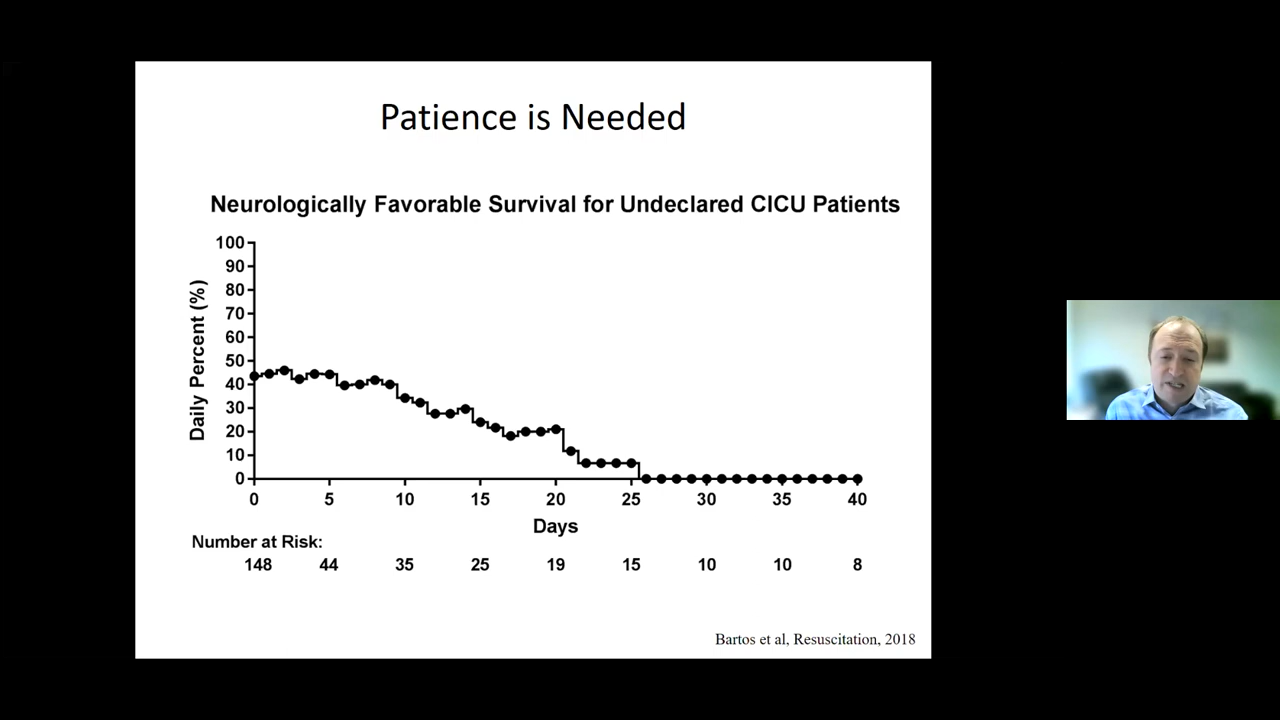 Patience is Needed
Neurologically Favorable Survival for Undeclared CICU Patients
Daily Percent (%)
100
90
80
70
60
50
40
30
20
10
0
0 5 10 15 20 25 30 35 40
Days
Number at Risk:
148 44 35 25 19 15 10 10 8
Bartos et al, Resuscitation, 2018